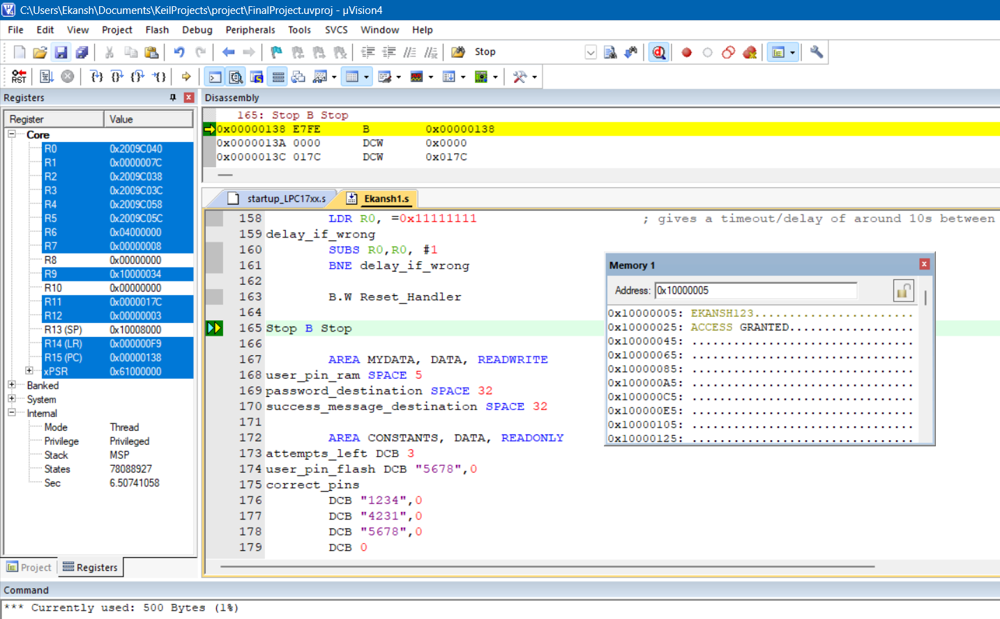 C:\Users\Ekansh\Documents\KeilProjects\project\FinalProject.uvproj - µVision4
File Edit View Project Flash Debug Peripherals Tools SVCS Window Help
Stop
RST
Registers
Register Value
Core
R0 0x2009C040
R1 0x0000007C
R2 0x2009C038
R3 0x2009C03C
R4 0x2009C058
R5 0x2009C05C
R6 0x04000000
R7 0x00000008
R8 0x00000000
R9 0x10000034
R10 0x00000000
R11 0x0000017C
R12 0x00000003
R13 (SP) 0x10008000
R14 (LR) 0x000000F9
R15 (PC) 0x00000138
xPSR 0x61000000
Banked
System
Internal
Mode Thread
Privilege Privileged
Stack MSP
States 78088927
Sec 6.50741058
Project Registers
Disassembly
165: Stop B Stop
0x00000138 E7FE B 0x00000138
0x0000013A 0000 DCW 0x0000
0x0000013C 017C DCW 0x017C
startup_LPC17xx.s Ekansh1.s
158 LDR R0, =0x11111111 ; gives a timeout/delay of around 10s between
159 delay_if_wrong
160 SUBS R0,R0, #1
161 BNE delay_if_wrong
162
163 B.W Reset_Handler
164
165 Stop B Stop
166
167 AREA MYDATA, DATA, READWRITE
168 user_pin_ram SPACE 5
169 password_destination SPACE 32
170 success_message_destination SPACE 32
171
172 AREA CONSTANTS, DATA, READONLY
173 attempts_left DCB 3
174 user_pin_flash DCB "5678",0
175 correct_pins
176 DCB "1234",0
177 DCB "4231",0
178 DCB "5678",0
179 DCB 0
Memory 1
Address: 0x10000005
0x10000005: EKANSH123.......................
0x10000025: ACCESS GRANTED..................
0x10000045: ................................
0x10000065: ................................
0x10000085: ................................
0x100000A5: ................................
0x100000C5: ................................
0x100000E5: ................................
0x10000105: ................................
0x10000125: ................................
Command
*** Currently used: 500 Bytes (1%)